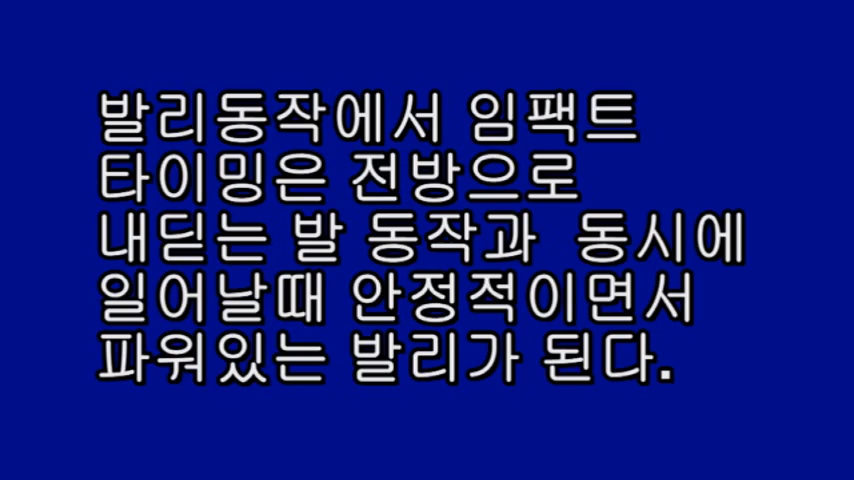 발리동작에서 임팩트
타이밍은 전방으로
내딛는 발 동작과 동시에
일어날때 안정적이면서
파워있는 발리가 된다.